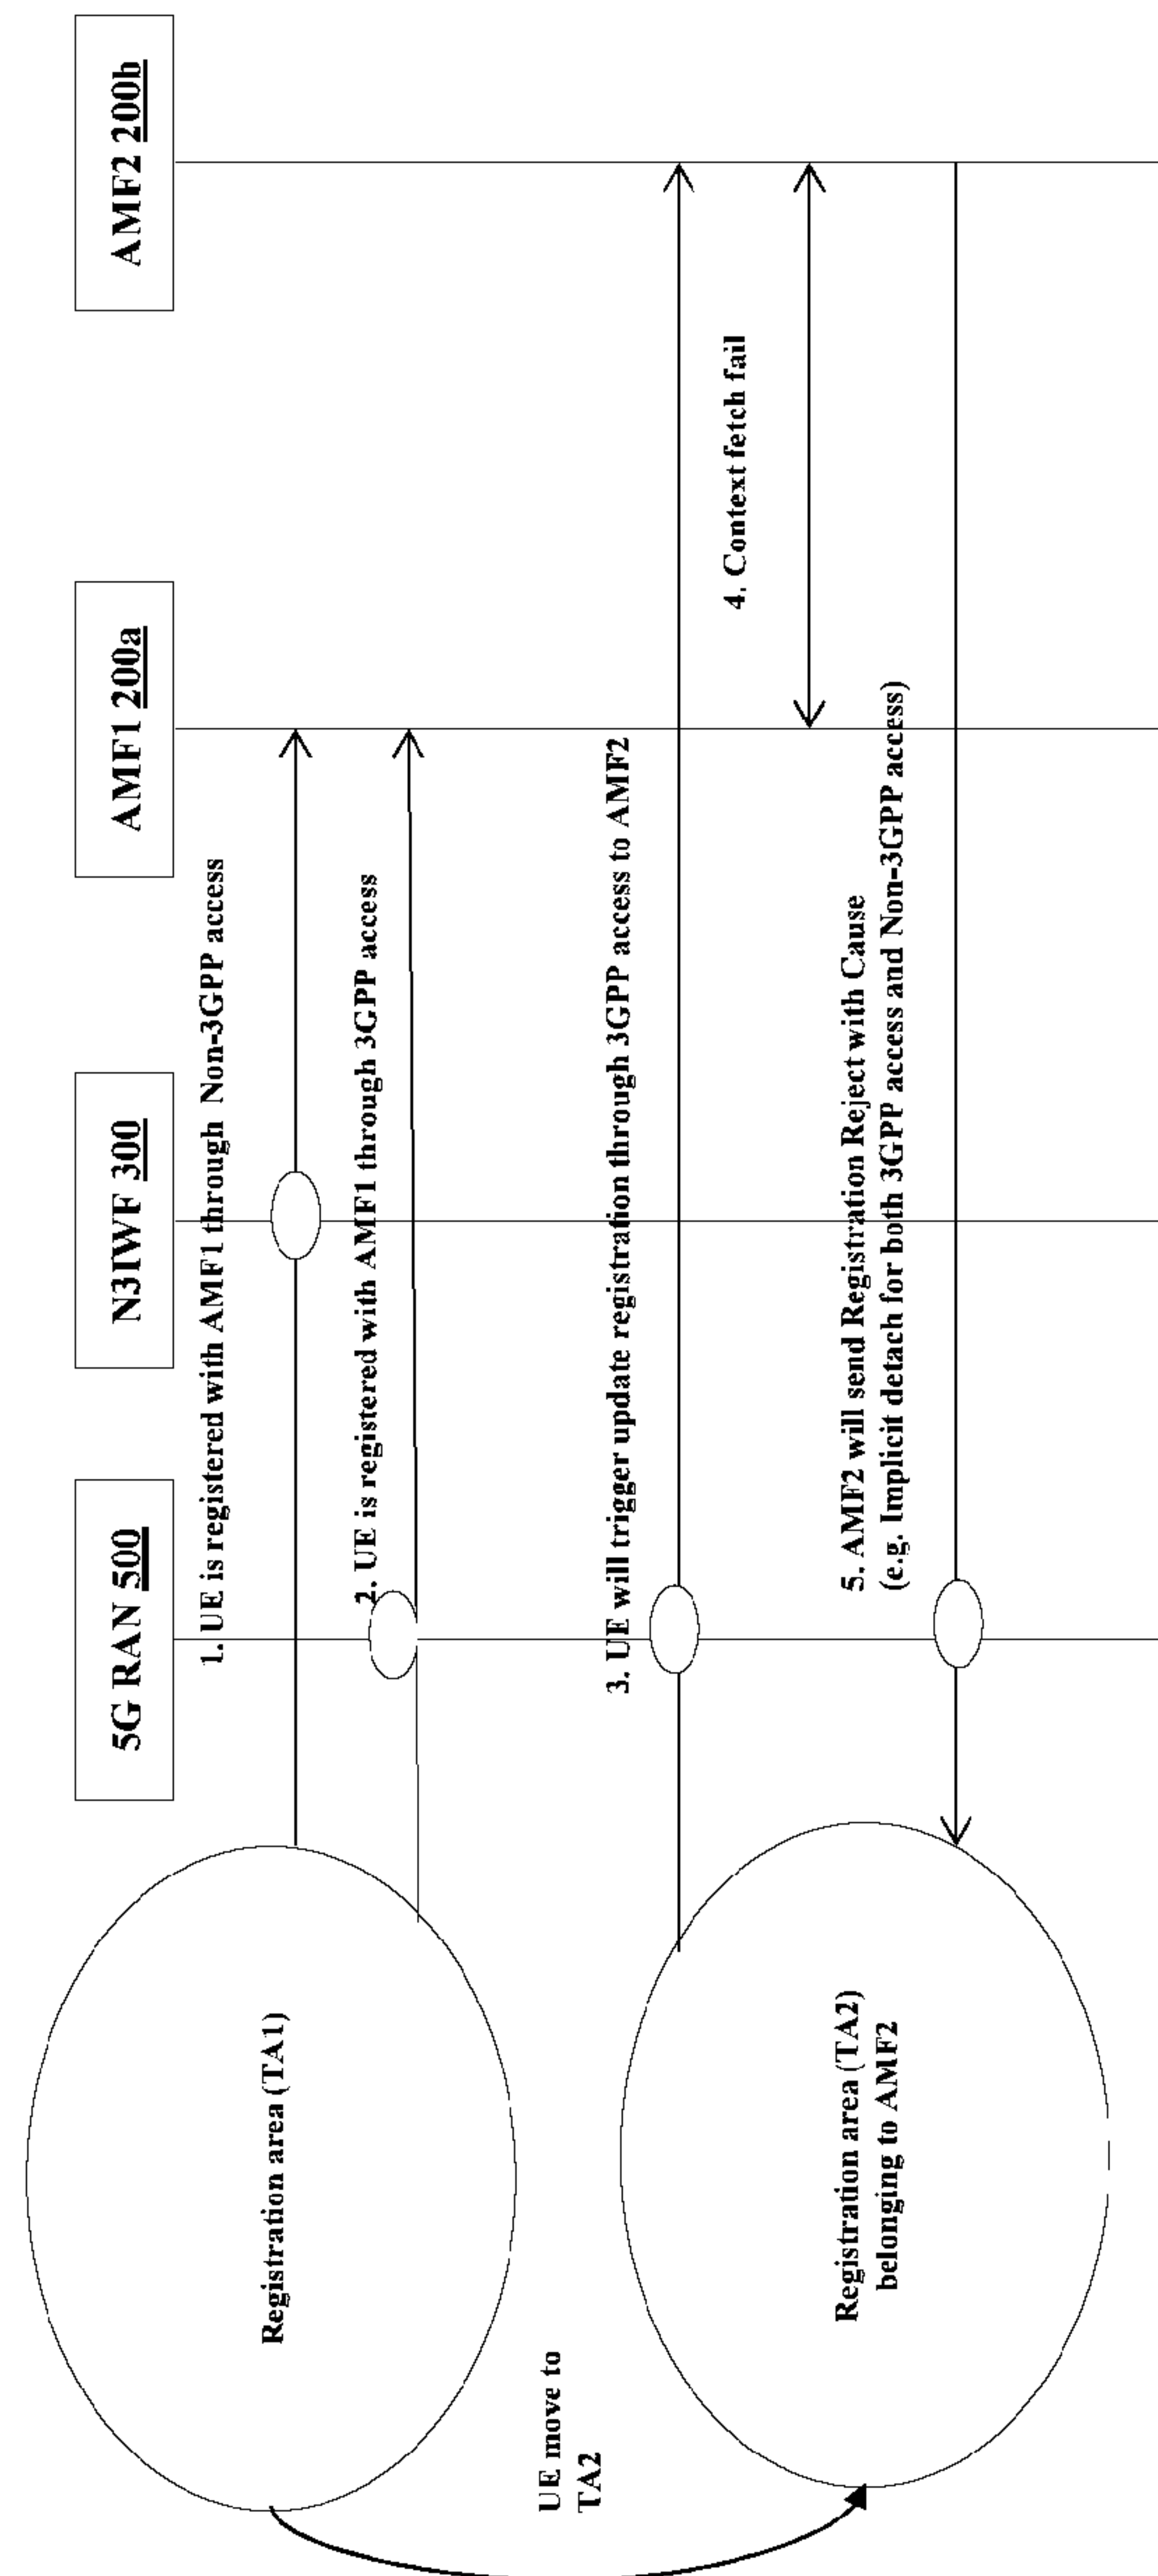 5G RAN 500
N3IWF 300
AMF1 200a
AMF2 200b
1. UE is registered with AMF1 through Non-3GPP access
Registration area (TA1)
2. UE is registered with AMF1 through 3GPP access
UE move to
TA2
3. UE will trigger update registration through 3GPP access to AMF2
4. Context fetch fail
Registration area (TA2)
belonging to AMF2
5. AMF2 will send Registration Reject with Cause
(e.g. Implicit detach for both 3GPP access and Non-3GPP access)